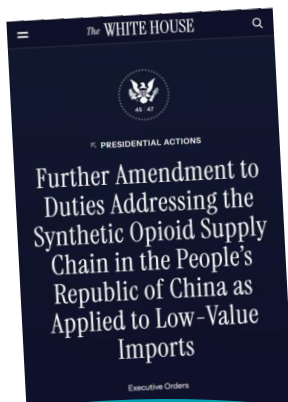 The WHITE HOUSE
45 47
PRESIDENTIAL ACTIONS
Further Amendment to
Duties Addressing the
Synthetic Opioid Supply
Chain in the People's
Republic of China as
Applied to Low-Value
Imports
Executive Orders